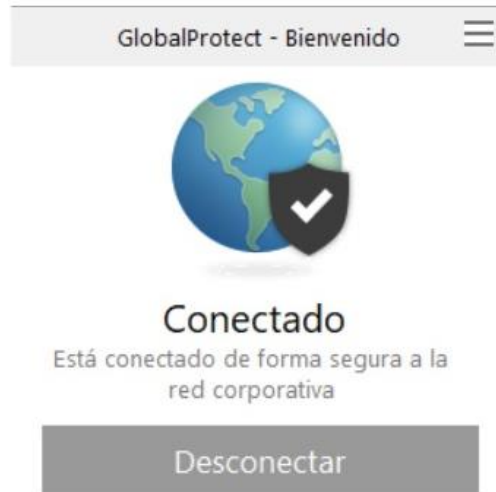 GlobalProtect - Bienvenido
Conectado
Está conectado de forma segura a la
red corporativa
Desconectar